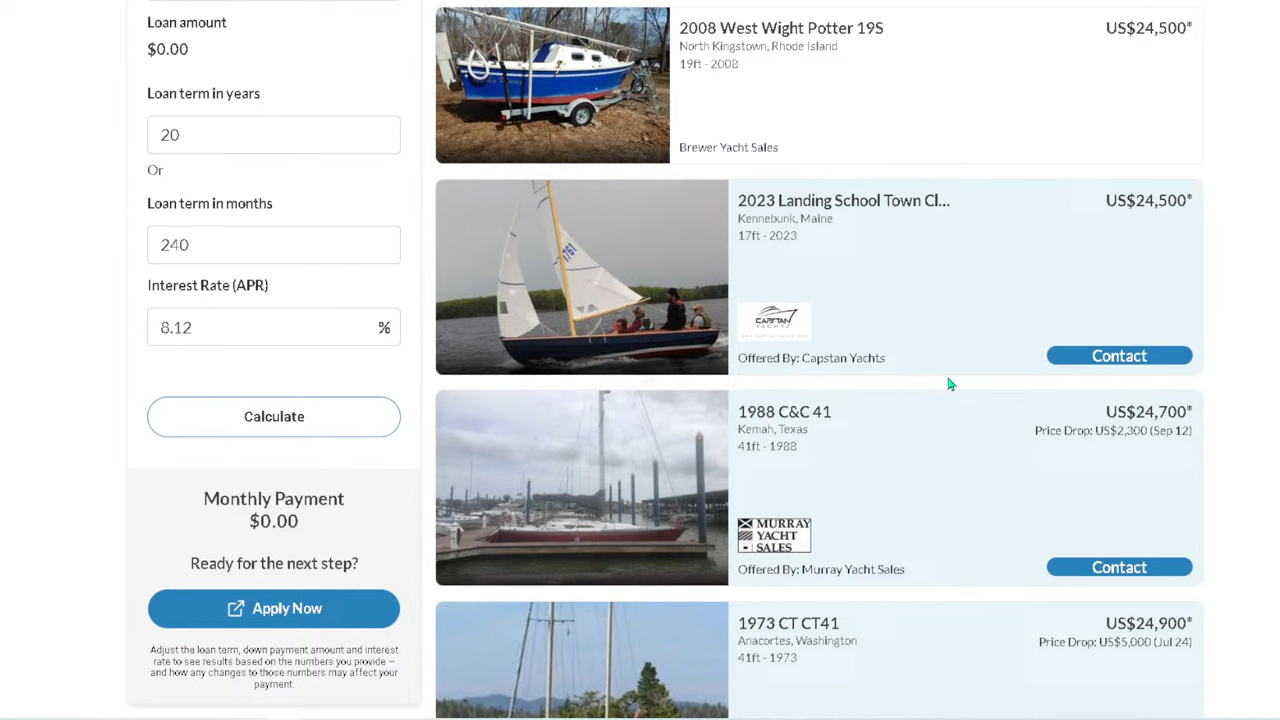 Loan amount
$0.00
Loan term in years
20
Or
Loan term in months
240
Interest Rate (APR)
8.12 %
Calculate
Monthly Payment
$0.00
Ready for the next step?
Apply Now
Adjust the loan term, down payment amount and interest
rate to see results based on the numbers you provide —
and how any changes to those numbers may affect your
payment.
2008 West Wight Potter 19S US$24,500*
North Kingstown, Rhode Island
19ft - 2008
Brewer Yacht Sales
2023 Landing School Town Cl... US$24,500*
Kennebunk, Maine
17ft - 2023
1761
CAPSTAN
YACHTS
Offered By: Capstan Yachts
Contact
1988 C&C 41 US$24,700*
Kemah, Texas Price Drop: US$2,300 (Sep 12)
41ft - 1988
MURRAY
YACHT
SALES
Offered By: Murray Yacht Sales
Contact
1973 CT CT41 US$24,900*
Anacortes, Washington Price Drop: US$5,000 (Jul 24)
41ft - 1973